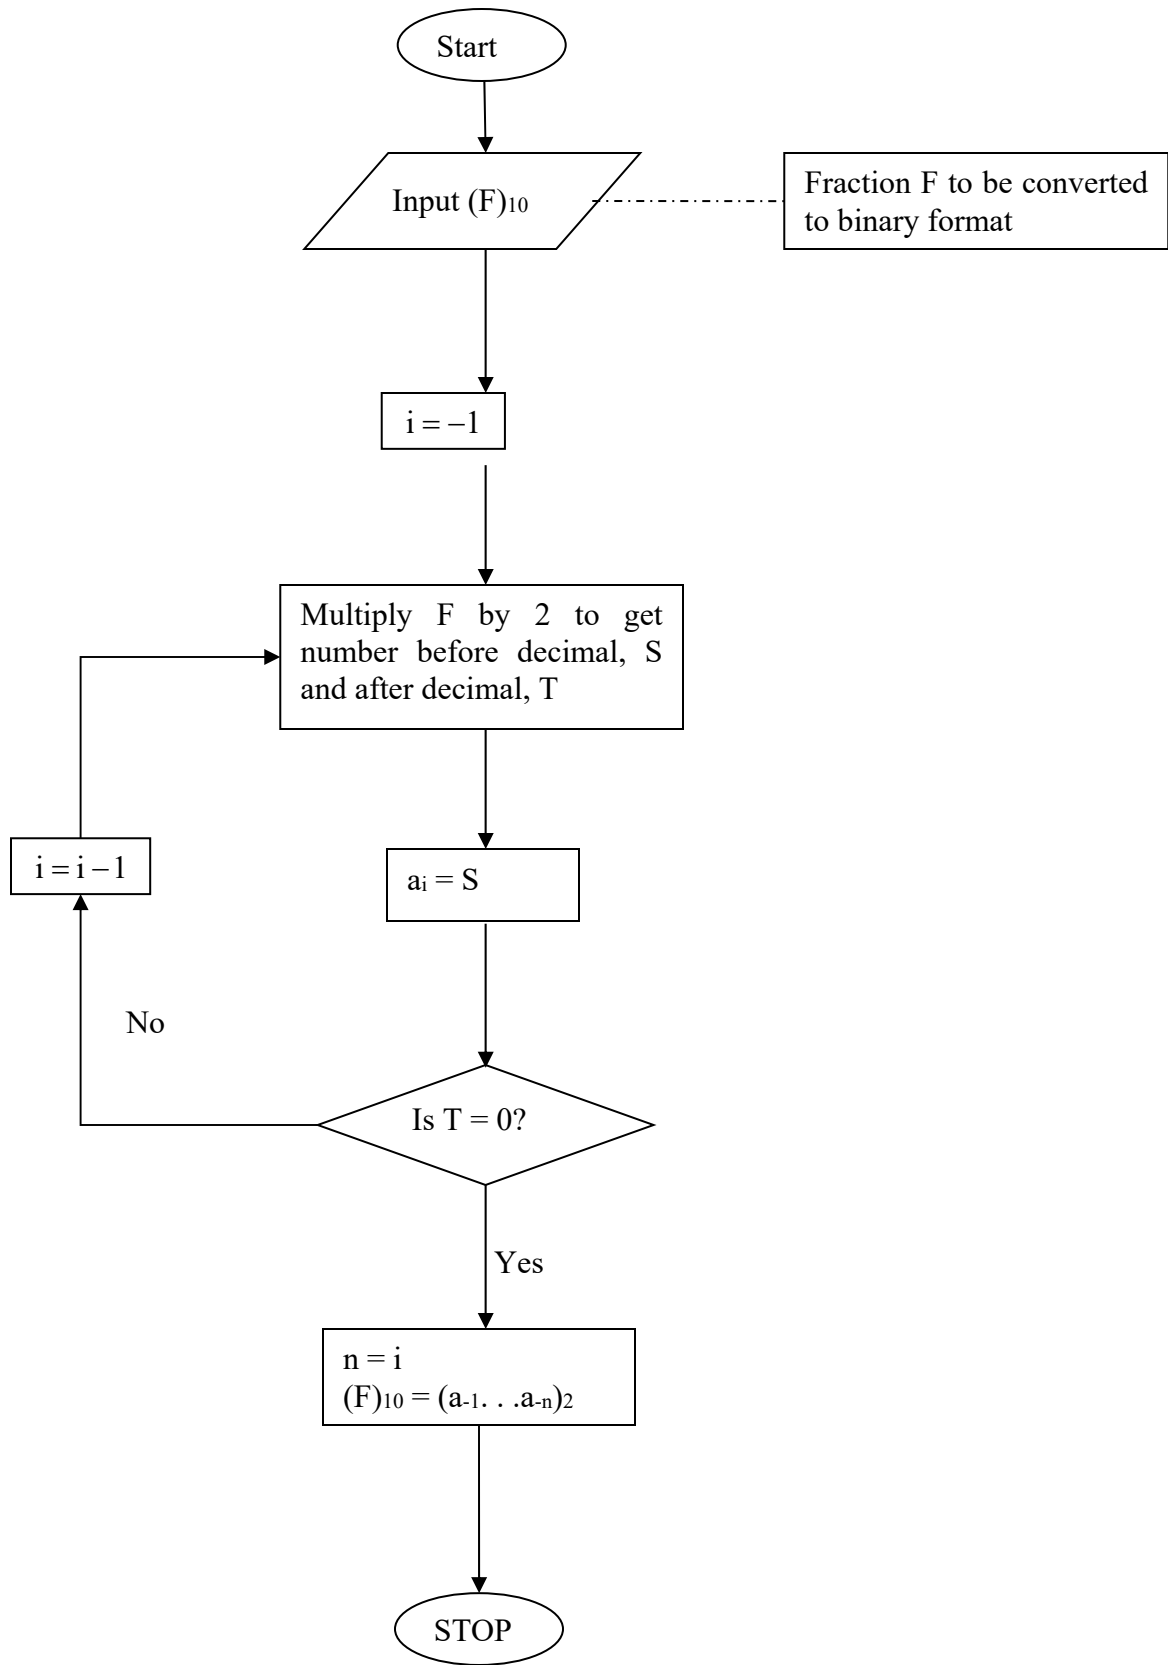 Start
Input (F)₁₀
Fraction F to be converted
to binary format
i = −1
Multiply F by 2 to get
number before decimal, S
and after decimal, T
i = i − 1
aᵢ = S
No
Is T = 0?
Yes
n = i
(F)₁₀ = (a₋₁. . .a₋ₙ)₂
STOP